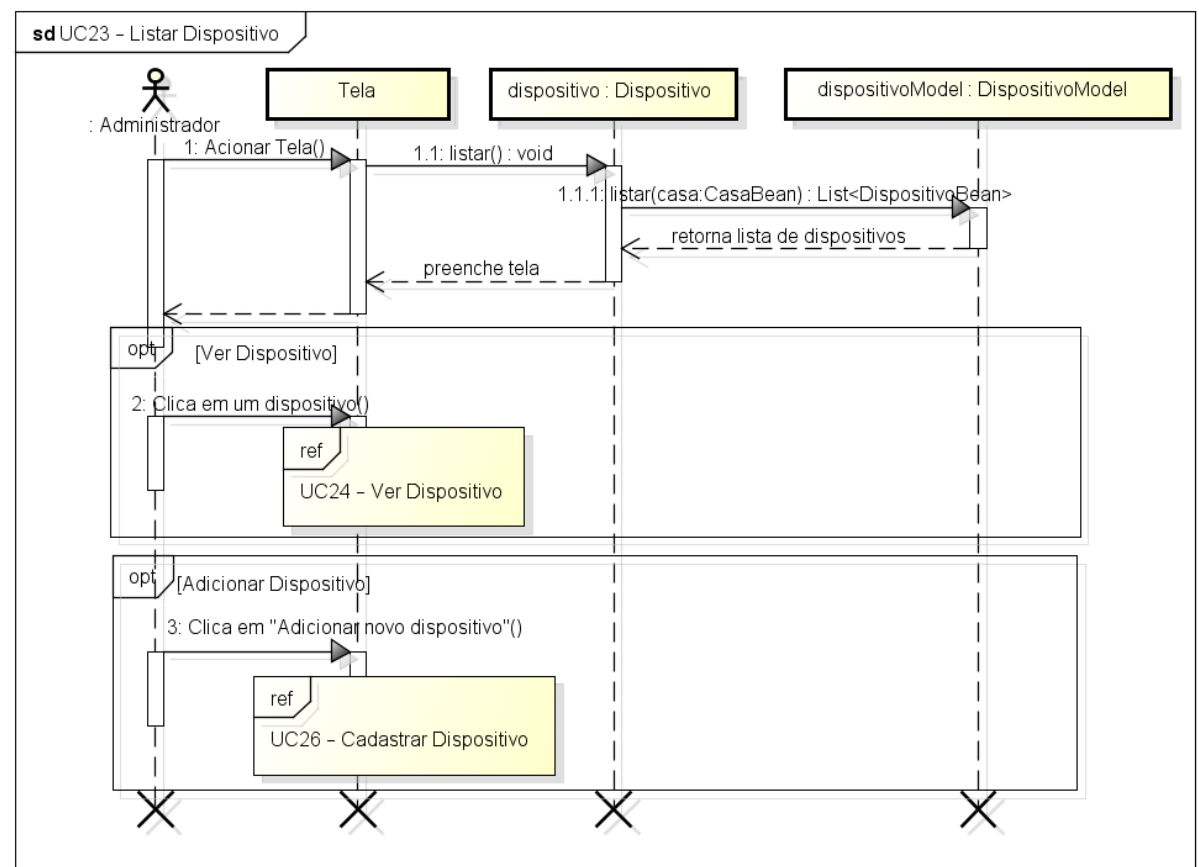 sd UC23 – Listar Dispositivo
: Administrador
Tela
dispositivo : Dispositivo
dispositivoModel : DispositivoModel
1: Acionar Tela()
1.1: listar() : void
1.1.1: listar(casa:CasaBean) : List<DispositivoBean>
retorna lista de dispositivos
preenche tela
opt
[Ver Dispositivo]
2: Clica em um dispositivo()
ref
UC24 – Ver Dispositivo
opt
[Adicionar Dispositivo]
3: Clica em "Adicionar novo dispositivo"()
ref
UC26 – Cadastrar Dispositivo